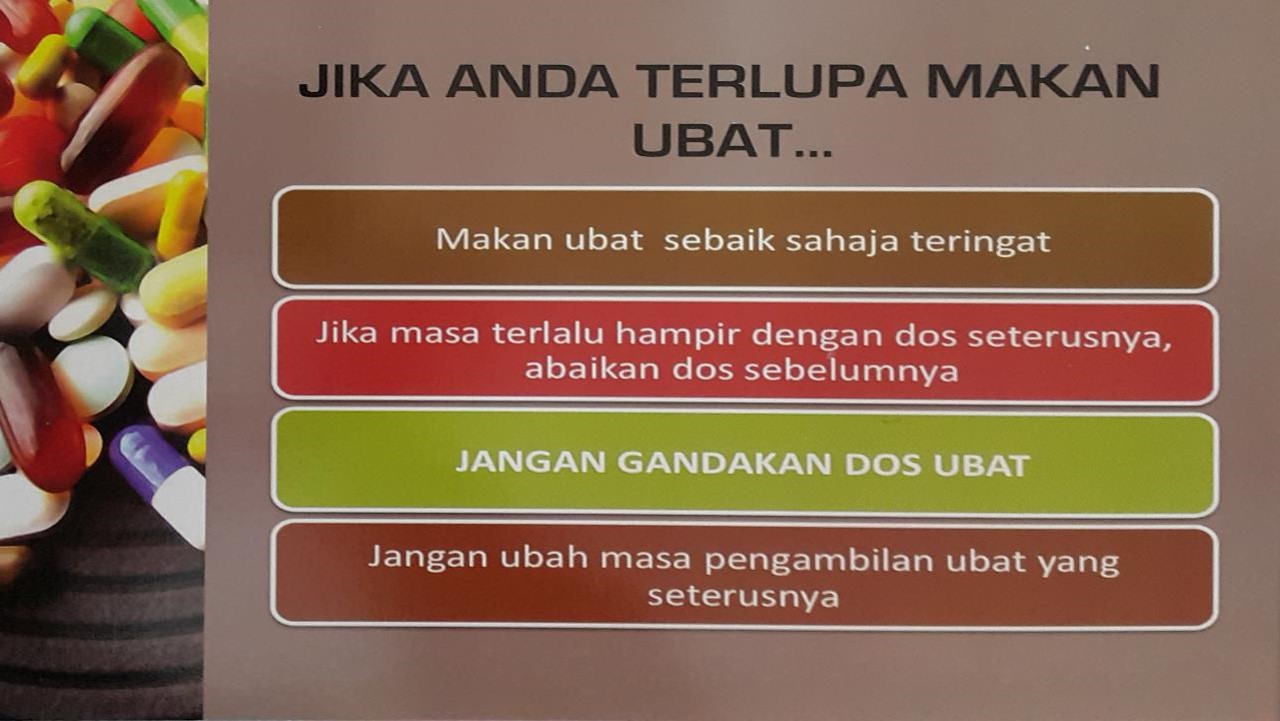 JIKA ANDA TERLUPA MAKAN
UBAT...
Makan ubat sebaik sahaja teringat
Jika masa terlalu hampir dengan dos seterusnya,
abaikan dos sebelumnya
JANGAN GANDAKAN DOS UBAT
Jangan ubah masa pengambilan ubat yang
seterusnya